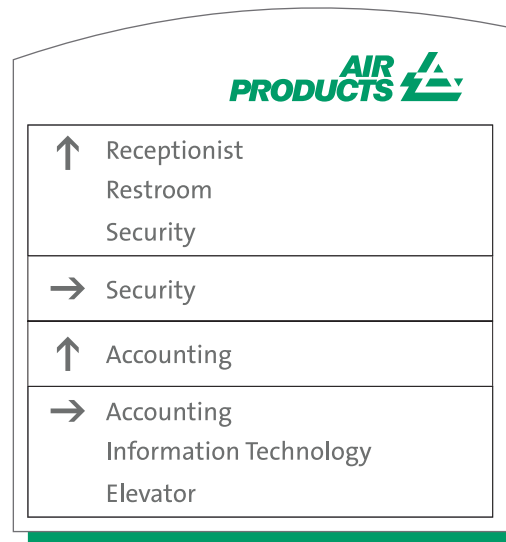 AIR
PRODUCTS
↑ Receptionist
Restroom
Security
→ Security
↑ Accounting
→ Accounting
Information Technology
Elevator